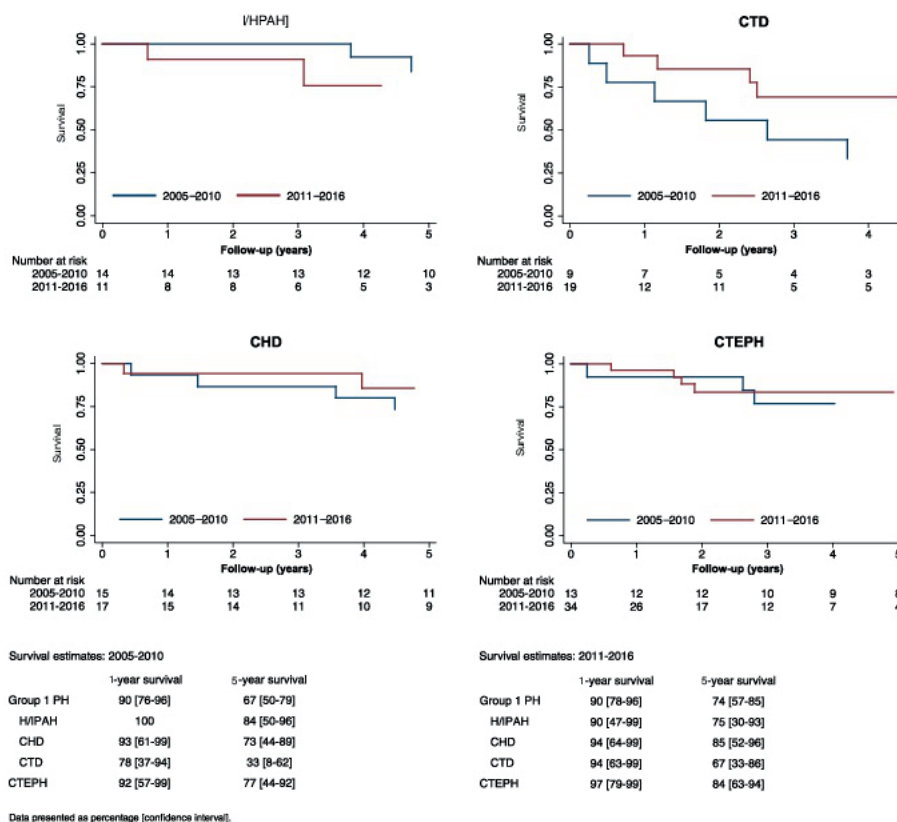 I/HPAH]
1.00
0.75
0.50
0.25
0.00
Survival
2005–2010
2011–2016
0 1 2 3 4 5
Follow-up (years)
Number at risk
2005-2010 14 14 13 13 12 10
2011-2016 11 8 8 6 5 3
CTD
1.00
0.75
0.50
0.25
0.00
Survival
2005–2010
2011–2016
0 1 2 3 4
Follow-up (years)
Number at risk
2005-2010 9 7 5 4 3
2011-2016 19 12 11 5 5
CHD
1.00
0.75
0.50
0.25
0.00
Survival
2005–2010
2011–2016
0 1 2 3 4 5
Follow-up (years)
Number at risk
2005-2010 15 14 13 13 12 11
2011-2016 17 15 14 11 10 9
CTEPH
1.00
0.75
0.50
0.25
0.00
Survival
2005–2010
2011–2016
0 1 2 3 4
Follow-up (years)
Number at risk
2005-2010 13 12 12 10 9
2011-2016 34 26 17 12 7
Survival estimates: 2005-2010
1-year survival 5-year survival
Group 1 PH 90 [76-96] 67 [50-79]
H/IPAH 100 84 [50-96]
CHD 93 [61-99] 73 [44-89]
CTD 78 [37-94] 33 [8-62]
CTEPH 92 [57-99] 77 [44-92]
Survival estimates: 2011-2016
1-year survival 5-year survival
Group 1 PH 90 [78-96] 74 [57-85]
H/IPAH 90 [47-99] 75 [30-93]
CHD 94 [64-99] 85 [52-96]
CTD 94 [63-99] 67 [33-86]
CTEPH 97 [79-99] 84 [63-94]
Data presented as percentage [confidence interval].